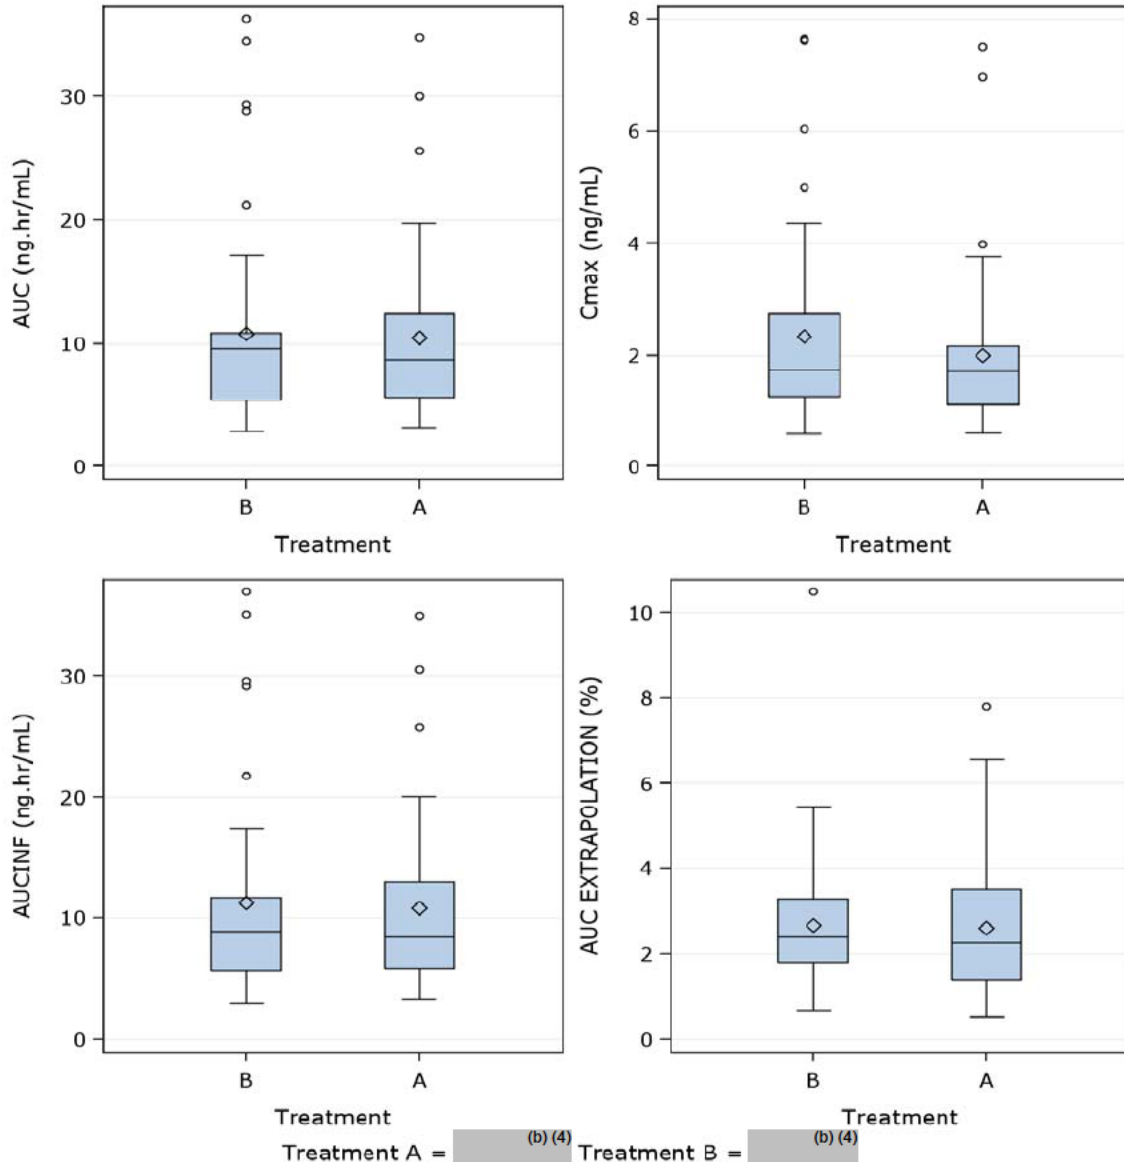 AUC (ng.hr/mL)
30
20
10
0
B
A
Treatment
Cmax (ng/mL)
8
6
4
2
0
B
A
Treatment
AUCINF (ng.hr/mL)
30
20
10
0
B
A
Treatment
AUC EXTRAPOLATION (%)
10
8
6
4
2
0
B
A
Treatment
Treatment A = (b) (4) Treatment B = (b) (4)